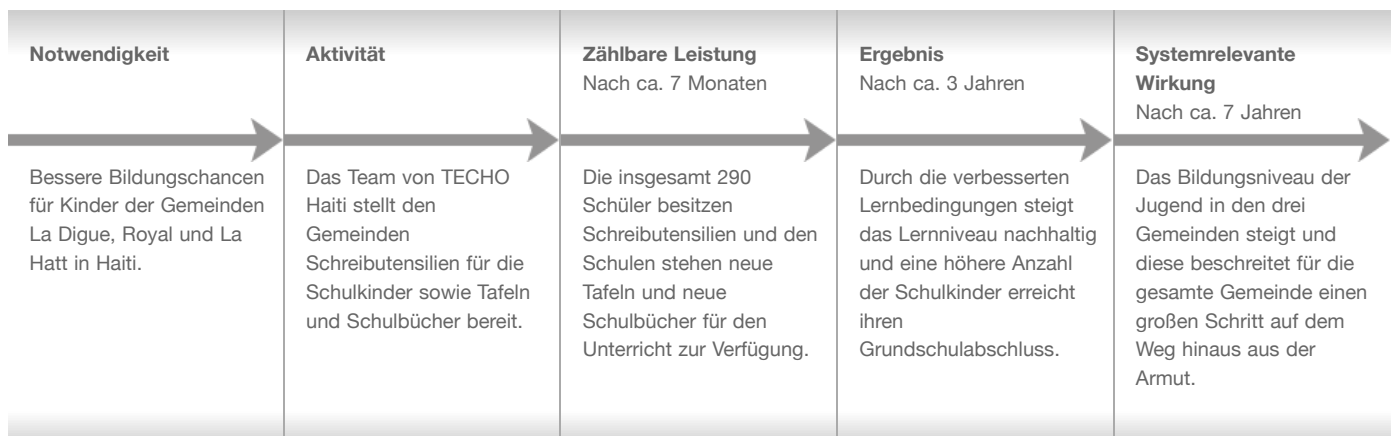 Notwendigkeit
Bessere Bildungschancen
für Kinder der Gemeinden
La Digue, Royal und La
Hatt in Haiti.
Aktivität
Das Team von TECHO
Haiti stellt den
Gemeinden
Schreibutensilien für die
Schulkinder sowie Tafeln
und Schulbücher bereit.
Zählbare Leistung
Nach ca. 7 Monaten
Die insgesamt 290
Schüler besitzen
Schreibutensilien und den
Schulen stehen neue
Tafeln und neue
Schulbücher für den
Unterricht zur Verfügung.
Ergebnis
Nach ca. 3 Jahren
Durch die verbesserten
Lernbedingungen steigt
das Lernniveau nachhaltig
und eine höhere Anzahl
der Schulkinder erreicht
ihren
Grundschulabschluss.
Systemrelevante
Wirkung
Nach ca. 7 Jahren
Das Bildungsniveau der
Jugend in den drei
Gemeinden steigt und
diese beschreitet für die
gesamte Gemeinde einen
großen Schritt auf dem
Weg hinaus aus der
Armut.